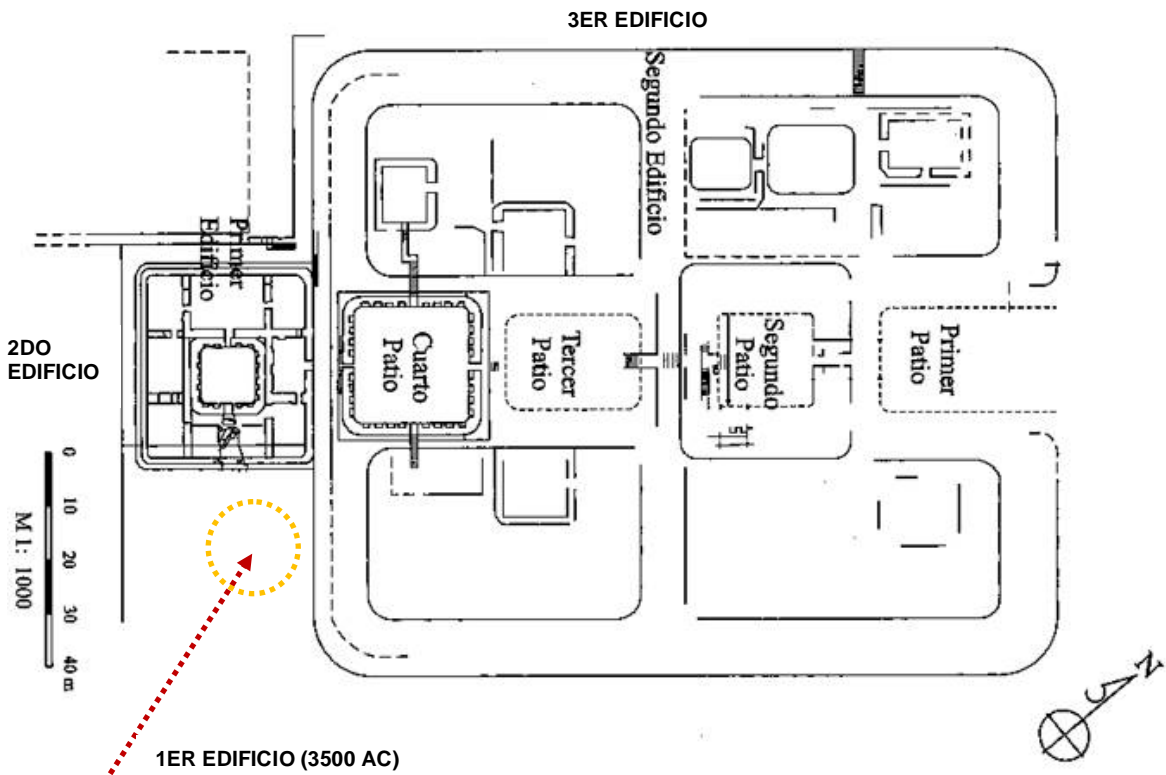 3ER EDIFICIO
Segundo Edificio
Primer
Edificio
2DO
EDIFICIO
Cuarto
Patio
Tercer
Patio
Segundo
Patio
Primer
Patio
0
10
20
30
40 m
M 1: 1000
N
1ER EDIFICIO (3500 AC)